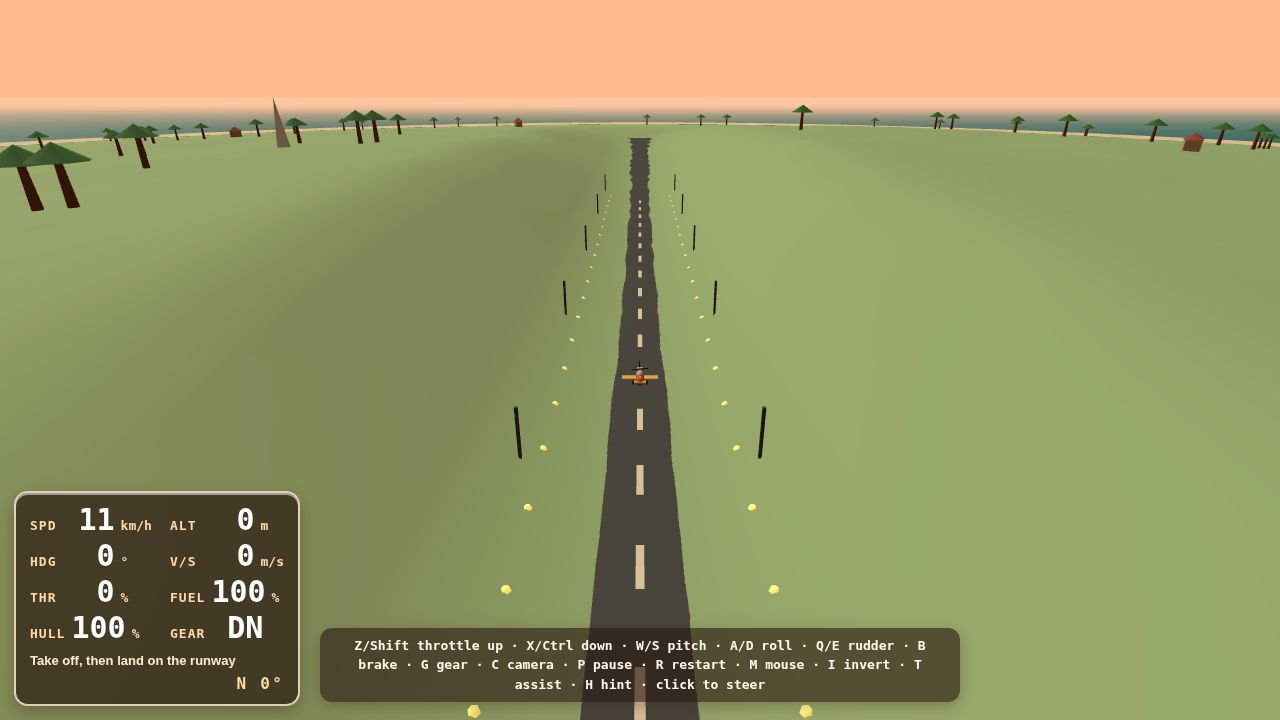 SPD 11 km/h ALT 0 m
HDG 0 ° V/S 0 m/s
THR 0 % FUEL 100 %
HULL 100 % GEAR DN
Take off, then land on the runway
N 0°
Z/Shift throttle up · X/Ctrl down · W/S pitch · A/D roll · Q/E rudder · B
brake · G gear · C camera · P pause · R restart · M mouse · I invert · T
assist · H hint · click to steer